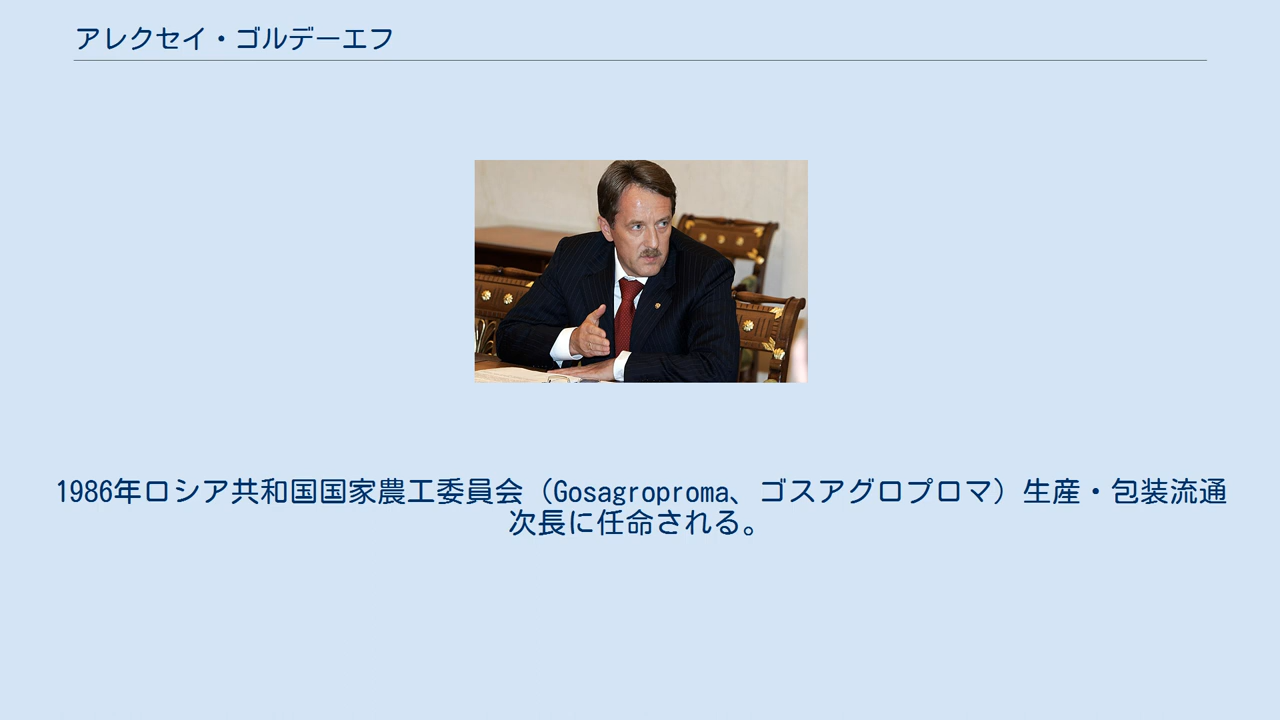 アレクセイ・ゴルデーエフ
1986年ロシア共和国国家農工委員会（Gosagroproma、ゴスアグロプロマ）生産・包装流通
次長に任命される。